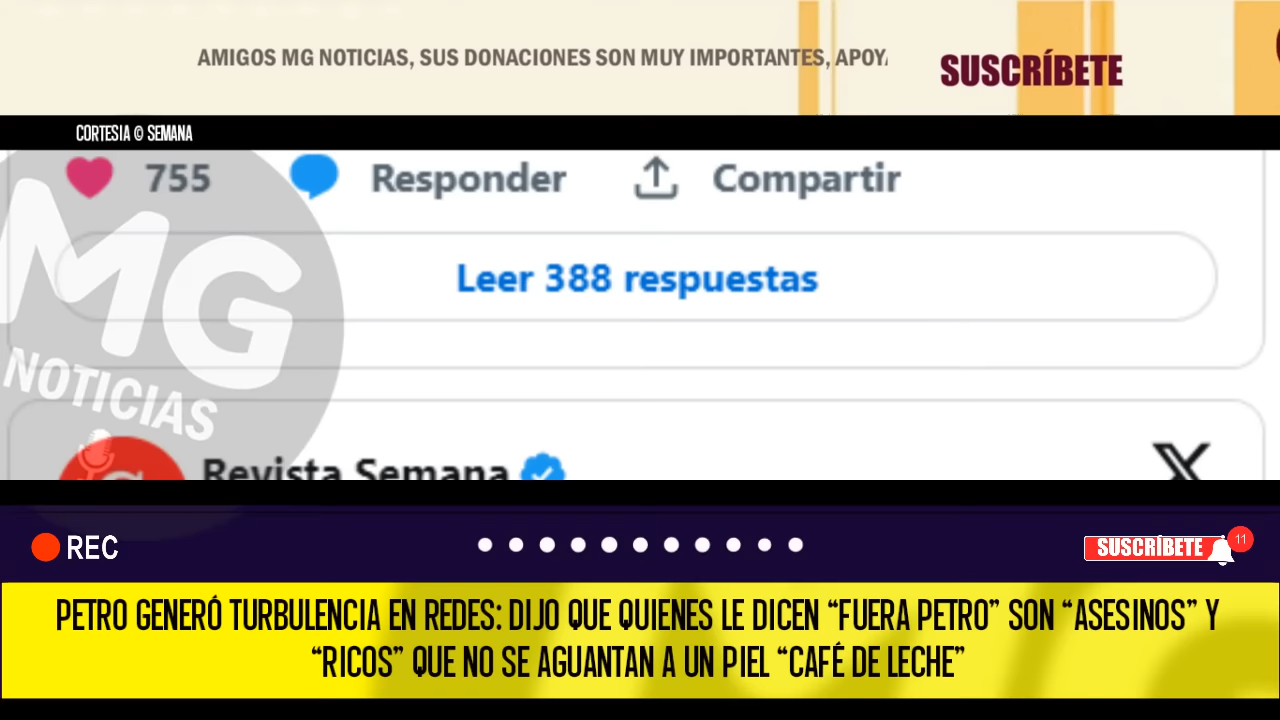 AMIGOS MG NOTICIAS, SUS DONACIONES SON MUY IMPORTANTES,
SUSCRÍBETE
CORTESIA © SEMANA
755 Responder Compartir
Leer 388 respuestas
MG
NOTICIAS
Revista Semana
REC
SUSCRÍBETE 11
PETRO GENERÓ TURBULENCIA EN REDES: DIJO QUE QUIENES LE DICEN “FUERA PETRO” SON “ASESINOS” Y
“RICOS” QUE NO SE AGUANTAN A UN PIEL “CAFÉ DE LECHE”